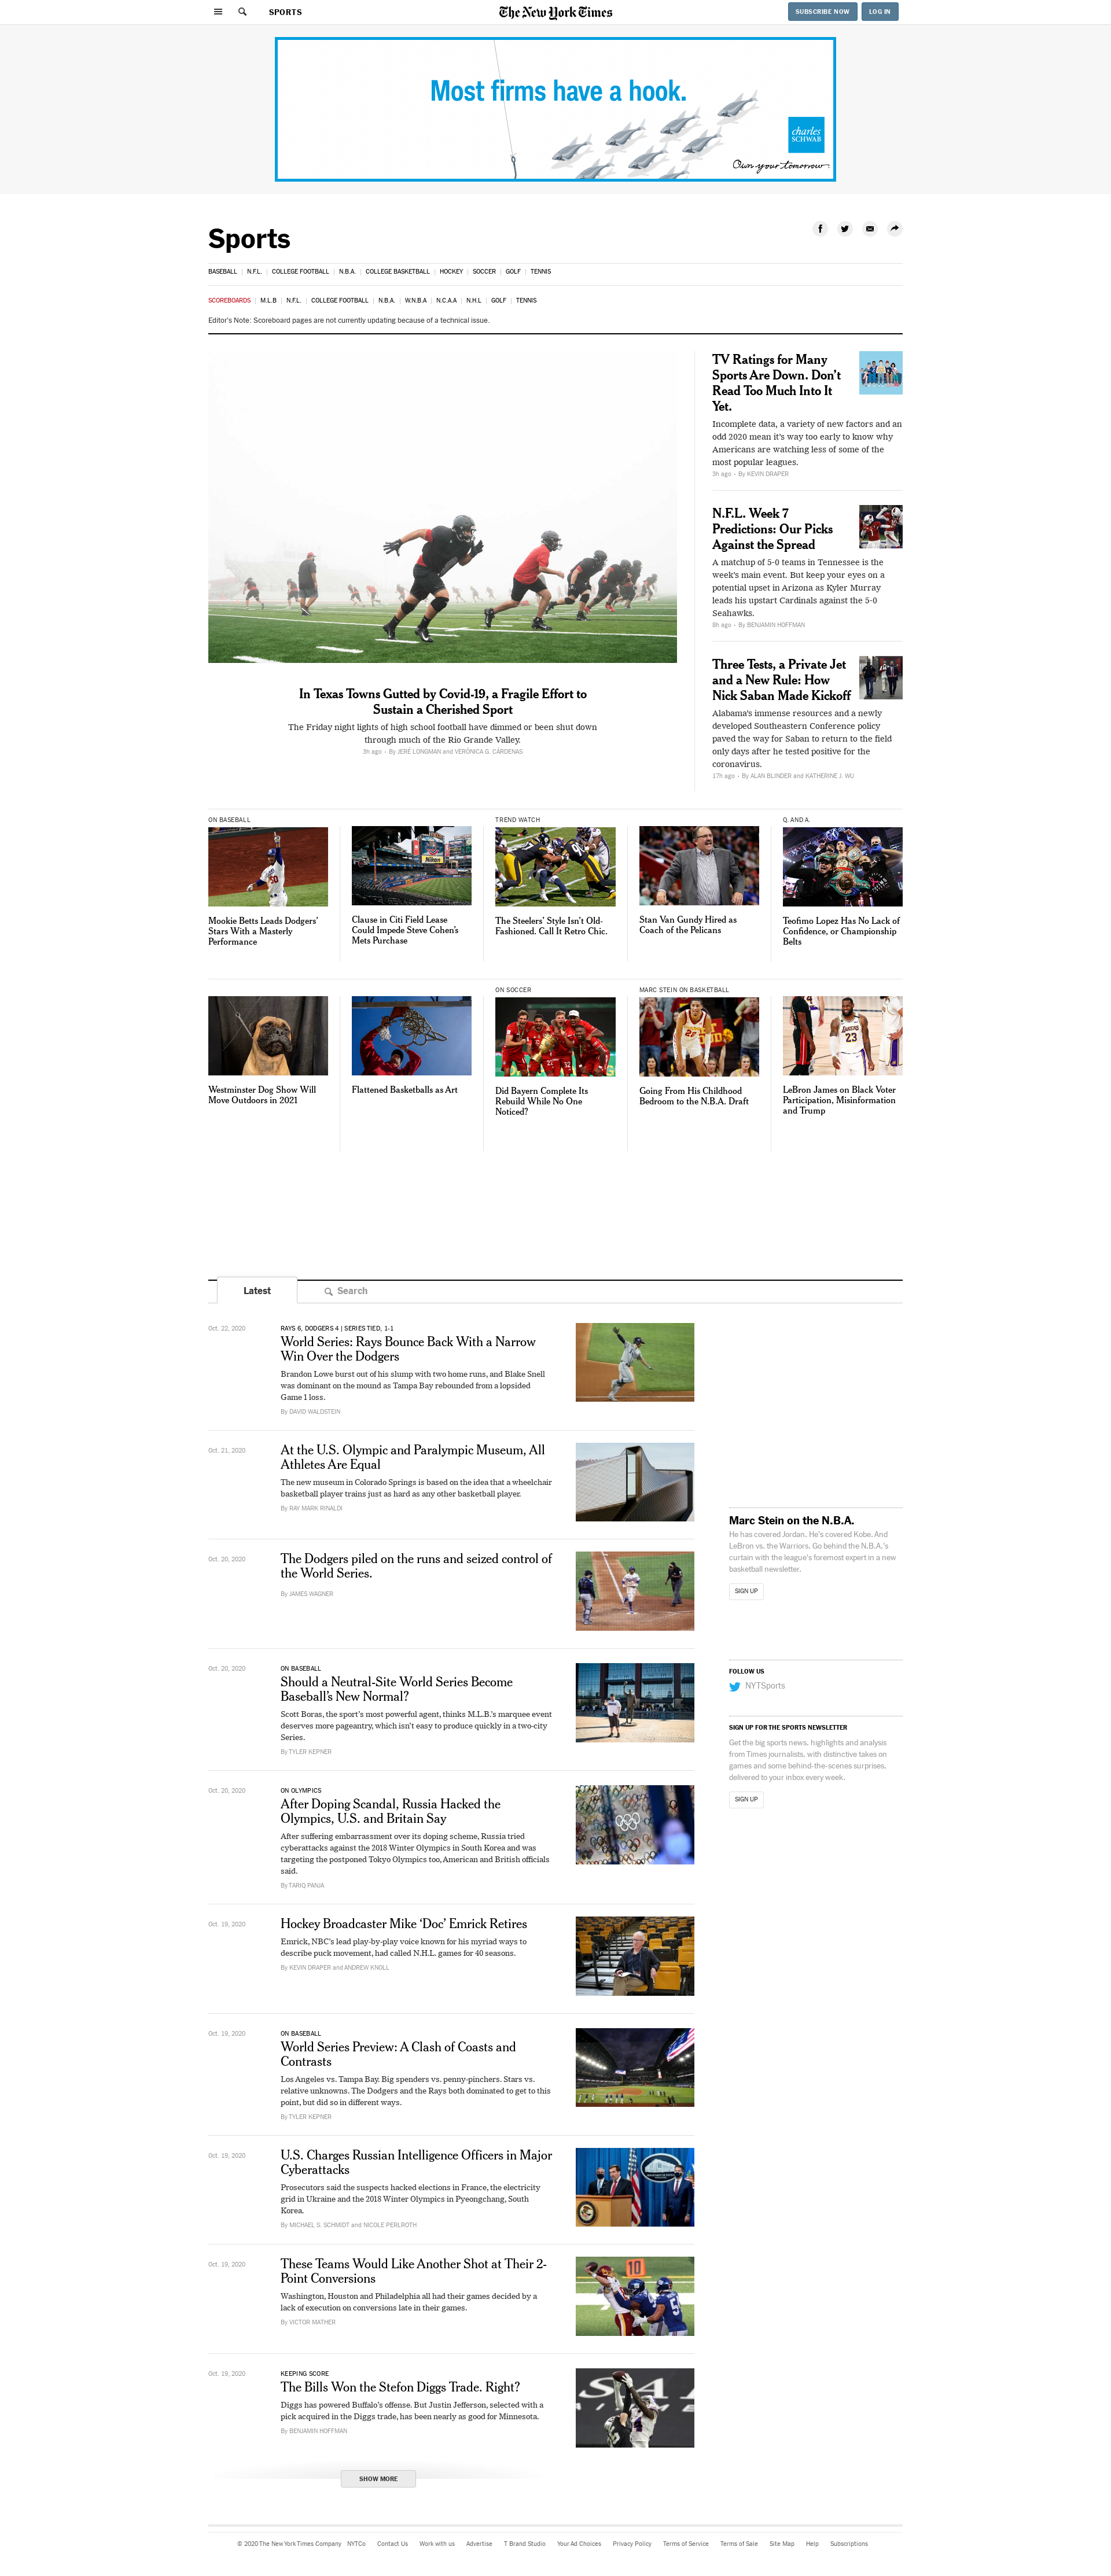 SPORTS
The New York Times
SUBSCRIBE NOW
LOG IN
Most firms have a hook.
charles SCHWAB
Own your tomorrow
Sports
BASEBALL | N.F.L. | COLLEGE FOOTBALL | N.B.A. | COLLEGE BASKETBALL | HOCKEY | SOCCER | GOLF | TENNIS
SCOREBOARDS | M.L.B | N.F.L. | COLLEGE FOOTBALL | N.B.A. | W.N.B.A | N.C.A.A | N.H.L | GOLF | TENNIS
Editor's Note: Scoreboard pages are not currently updating because of a technical issue.
In Texas Towns Gutted by Covid-19, a Fragile Effort to
Sustain a Cherished Sport
The Friday night lights of high school football have dimmed or been shut down
through much of the Rio Grande Valley.
3h ago • By JERÉ LONGMAN and VERÓNICA G. CÁRDENAS
TV Ratings for Many
Sports Are Down. Don't
Read Too Much Into It
Yet.
Incomplete data, a variety of new factors and an
odd 2020 mean it's way too early to know why
Americans are watching less of some of the
most popular leagues.
3h ago • By KEVIN DRAPER
N.F.L. Week 7
Predictions: Our Picks
Against the Spread
A matchup of 5-0 teams in Tennessee is the
week's main event. But keep your eyes on a
potential upset in Arizona as Kyler Murray
leads his upstart Cardinals against the 5-0
Seahawks.
8h ago • By BENJAMIN HOFFMAN
Three Tests, a Private Jet
and a New Rule: How
Nick Saban Made Kickoff
Alabama's immense resources and a newly
developed Southeastern Conference policy
paved the way for Saban to return to the field
only days after he tested positive for the
coronavirus.
17h ago • By ALAN BLINDER and KATHERINE J. WU
ON BASEBALL
Mookie Betts Leads Dodgers'
Stars With a Masterly
Performance
Clause in Citi Field Lease
Could Impede Steve Cohen's
Mets Purchase
TREND WATCH
The Steelers' Style Isn't Old-
Fashioned. Call It Retro Chic.
Stan Van Gundy Hired as
Coach of the Pelicans
Q. AND A.
Teofimo Lopez Has No Lack of
Confidence, or Championship
Belts
Westminster Dog Show Will
Move Outdoors in 2021
Flattened Basketballs as Art
ON SOCCER
Did Bayern Complete Its
Rebuild While No One
Noticed?
MARC STEIN ON BASKETBALL
Going From His Childhood
Bedroom to the N.B.A. Draft
LeBron James on Black Voter
Participation, Misinformation
and Trump
Latest
Search
Oct. 22, 2020
RAYS 6, DODGERS 4 | SERIES TIED, 1-1
World Series: Rays Bounce Back With a Narrow
Win Over the Dodgers
Brandon Lowe burst out of his slump with two home runs, and Blake Snell
was dominant on the mound as Tampa Bay rebounded from a lopsided
Game 1 loss.
By DAVID WALDSTEIN
Oct. 21, 2020
At the U.S. Olympic and Paralympic Museum, All
Athletes Are Equal
The new museum in Colorado Springs is based on the idea that a wheelchair
basketball player trains just as hard as any other basketball player.
By RAY MARK RINALDI
Oct. 20, 2020
The Dodgers piled on the runs and seized control of
the World Series.
By JAMES WAGNER
Oct. 20, 2020
ON BASEBALL
Should a Neutral-Site World Series Become
Baseball's New Normal?
Scott Boras, the sport's most powerful agent, thinks M.L.B.'s marquee event
deserves more pageantry, which isn't easy to produce quickly in a two-city
Series.
By TYLER KEPNER
Oct. 20, 2020
ON OLYMPICS
After Doping Scandal, Russia Hacked the
Olympics, U.S. and Britain Say
After suffering embarrassment over its doping scheme, Russia tried
cyberattacks against the 2018 Winter Olympics in South Korea and was
targeting the postponed Tokyo Olympics too, American and British officials
said.
By TARIQ PANJA
Oct. 19, 2020
Hockey Broadcaster Mike 'Doc' Emrick Retires
Emrick, NBC's lead play-by-play voice known for his myriad ways to
describe puck movement, had called N.H.L. games for 40 seasons.
By KEVIN DRAPER and ANDREW KNOLL
Oct. 19, 2020
ON BASEBALL
World Series Preview: A Clash of Coasts and
Contrasts
Los Angeles vs. Tampa Bay. Big spenders vs. penny-pinchers. Stars vs.
relative unknowns. The Dodgers and the Rays both dominated to get to this
point, but did so in different ways.
By TYLER KEPNER
Oct. 19, 2020
U.S. Charges Russian Intelligence Officers in Major
Cyberattacks
Prosecutors said the suspects hacked elections in France, the electricity
grid in Ukraine and the 2018 Winter Olympics in Pyeongchang, South
Korea.
By MICHAEL S. SCHMIDT and NICOLE PERLROTH
Oct. 19, 2020
These Teams Would Like Another Shot at Their 2-
Point Conversions
Washington, Houston and Philadelphia all had their games decided by a
lack of execution on conversions late in their games.
By VICTOR MATHER
Oct. 19, 2020
KEEPING SCORE
The Bills Won the Stefon Diggs Trade. Right?
Diggs has powered Buffalo's offense. But Justin Jefferson, selected with a
pick acquired in the Diggs trade, has been nearly as good for Minnesota.
By BENJAMIN HOFFMAN
SHOW MORE
Marc Stein on the N.B.A.
He has covered Jordan. He's covered Kobe. And
LeBron vs. the Warriors. Go behind the N.B.A.'s
curtain with the league's foremost expert in a new
basketball newsletter.
SIGN UP
FOLLOW US
NYTSports
SIGN UP FOR THE SPORTS NEWSLETTER
Get the big sports news, highlights and analysis
from Times journalists, with distinctive takes on
games and some behind-the-scenes surprises,
delivered to your inbox every week.
SIGN UP
© 2020 The New York Times Company NYTCo Contact Us Work with us Advertise T Brand Studio Your Ad Choices Privacy Policy Terms of Service Terms of Sale Site Map Help Subscriptions